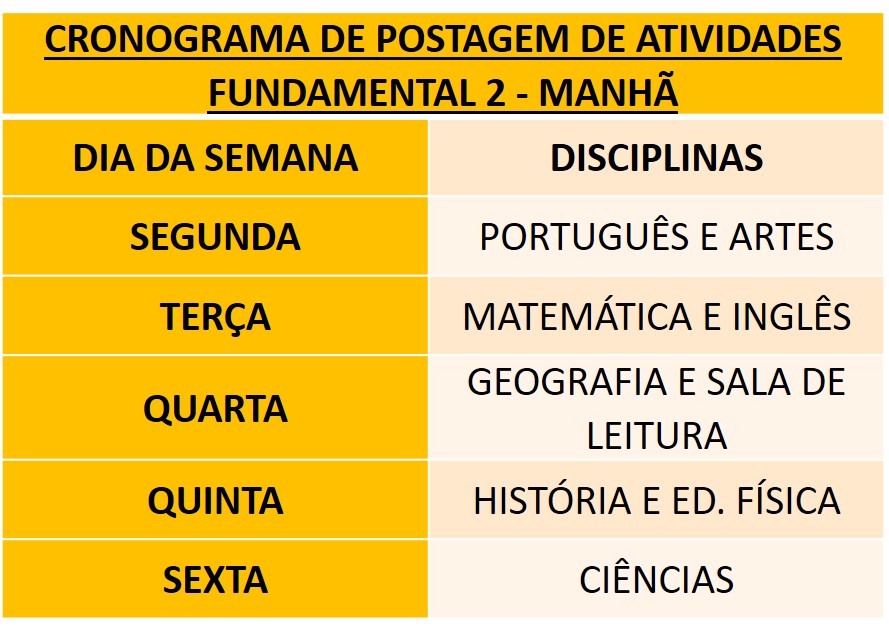 CRONOGRAMA DE POSTAGEM DE ATIVIDADES
FUNDAMENTAL 2 - MANHÃ
DIA DA SEMANA
DISCIPLINAS
SEGUNDA
PORTUGUÊS E ARTES
TERÇA
MATEMÁTICA E INGLÊS
QUARTA
GEOGRAFIA E SALA DE
LEITURA
QUINTA
HISTÓRIA E ED. FÍSICA
SEXTA
CIÊNCIAS